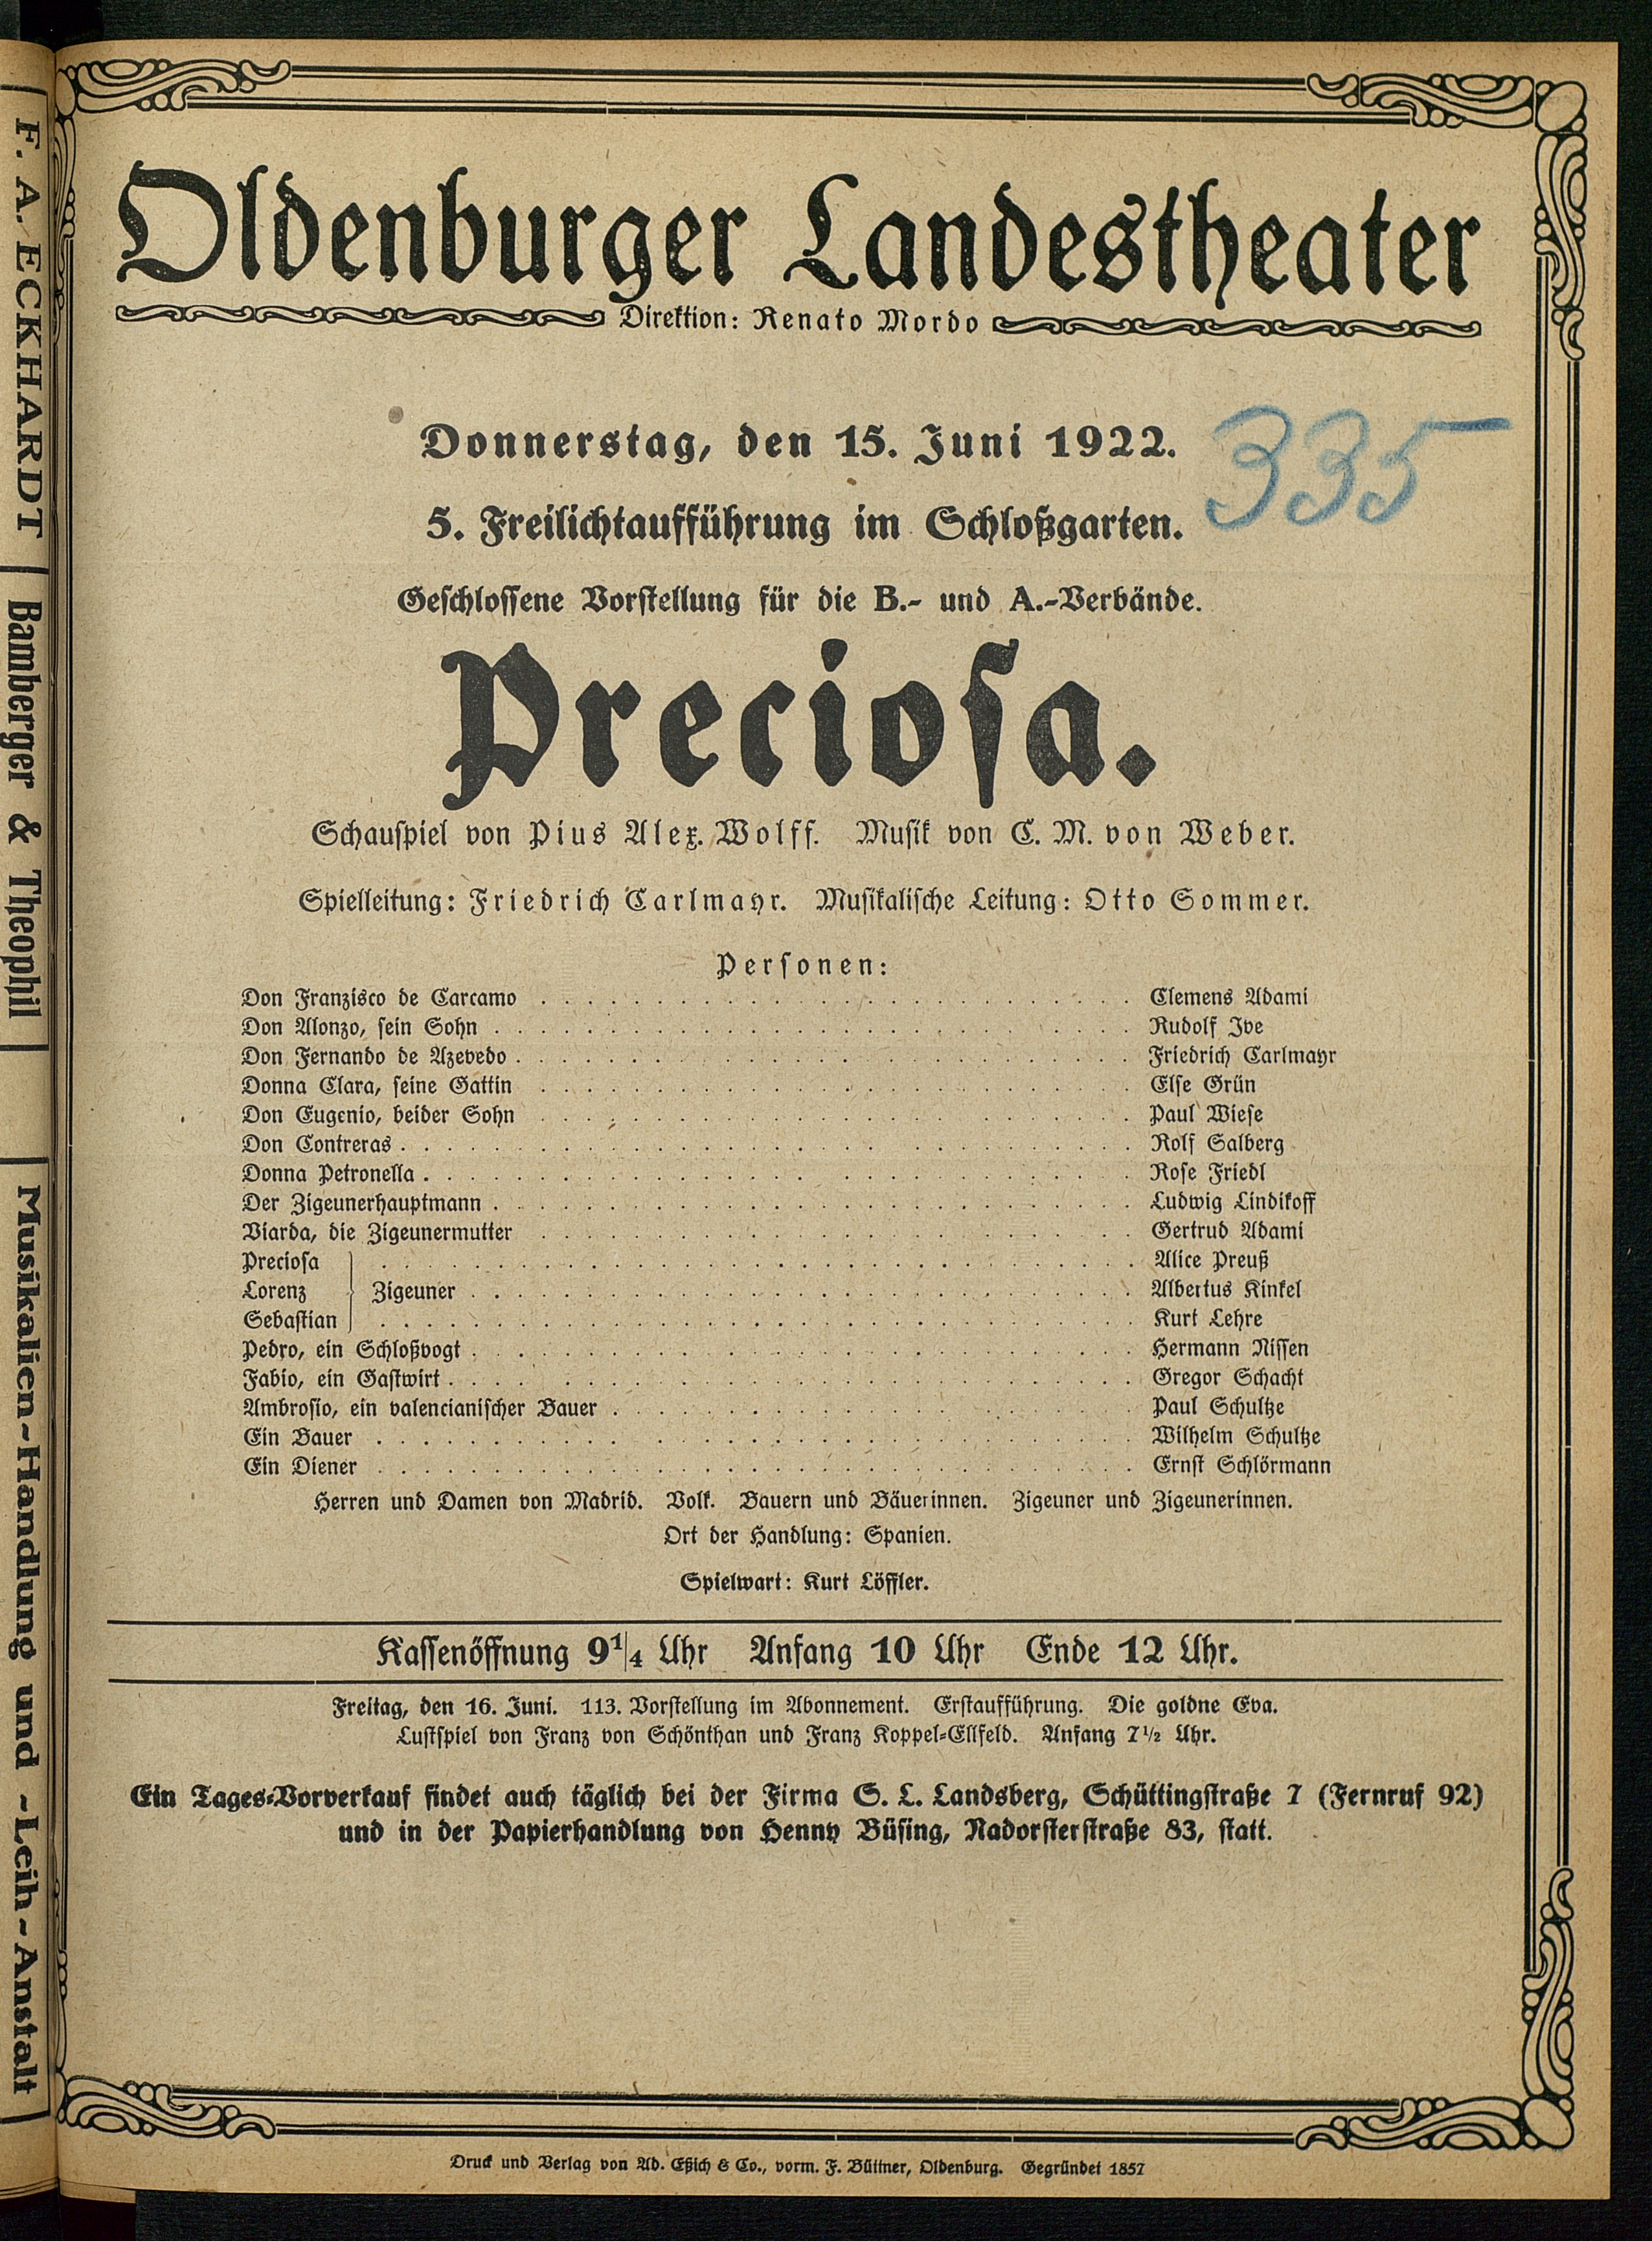 Oldenburger Landestheater
Direktion: Renato Mordo
Donnerstag, den 15. Juni 1922.
335
5. Freilichtaufführung im Schloßgarten.
Geschlossene Vorstellung für die B.- und A.-Verbände.
Preciosa.
Schauspiel von Pius Alex. Wolff. Musik von C. M. von Weber.
Spielleitung: Friedrich Carlmayr. Musikalische Leitung: Otto Sommer.
Personen:
Don Franzisco de Carcamo . . . . . Clemens Adami
Don Alonzo, sein Sohn . . . . . Rudolf Ive
Don Fernando de Azevedo . . . . . Friedrich Carlmayr
Donna Clara, seine Gattin . . . . . Else Grün
Don Eugenio, beider Sohn . . . . . Paul Wiese
Don Contreras . . . . . Rolf Salberg
Donna Petronella . . . . . Rose Friedl
Der Zigeunerhauptmann . . . . . Ludwig Lindikoff
Viarda, die Zigeunermutter . . . . . Gertrud Adami
Preciosa . . . . . Alice Preuß
Lorenz } Zigeuner . . . . . Albertus Kinkel
Sebastian . . . . . Kurt Lehre
Pedro, ein Schloßvogt . . . . . Hermann Nissen
Fabio, ein Gastwirt . . . . . Gregor Schacht
Ambrosio, ein valencianischer Bauer . . . . . Paul Schultze
Ein Bauer . . . . . Wilhelm Schultze
Ein Diener . . . . . Ernst Schlörmann
Herren und Damen von Madrid. Volk. Bauern und Bäuerinnen. Zigeuner und Zigeunerinnen.
Ort der Handlung: Spanien.
Spielwart: Kurt Löffler.
Kassenöffnung 9¼ Uhr Anfang 10 Uhr Ende 12 Uhr.
Freitag, den 16. Juni. 113. Vorstellung im Abonnement. Erstaufführung. Die goldne Eva.
Lustspiel von Franz von Schönthan und Franz Koppel-Ellfeld. Anfang 7½ Uhr.
Ein Tages-Vorverkauf findet auch täglich bei der Firma S. L. Landsberg, Schüttingstraße 7 (Fernruf 92)
und in der Papierhandlung von Henny Büsing, Nadorsterstraße 83, statt.
Druck und Verlag von Ad. Eßich & Co., vorm. F. Büttner, Oldenburg. Gegründet 1857
F. A. ECKHARDT
Bamberger & Theophil
Musikalien-Handlung und -Leih-Anstalt